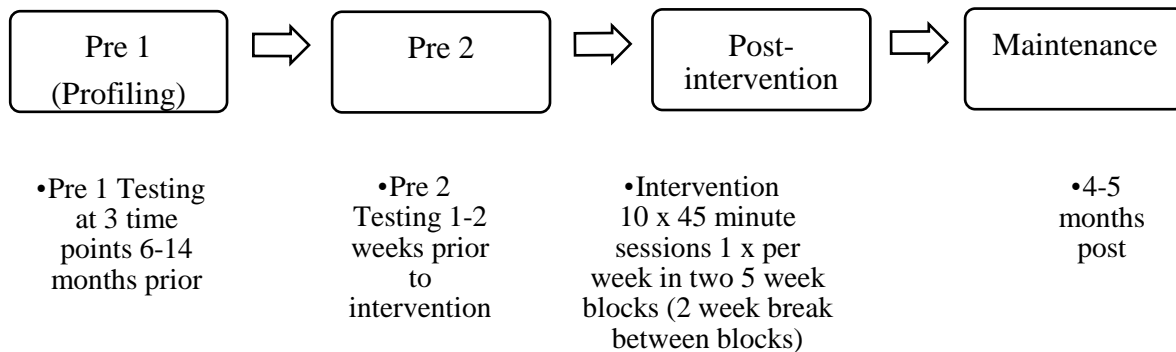 Pre 1
(Profiling)
Pre 2
Post-
intervention
Maintenance
•Pre 1 Testing
at 3 time
points 6-14
months prior
•Pre 2
Testing 1-2
weeks prior
to
intervention
•Intervention
10 x 45 minute
sessions 1 x per
week in two 5 week
blocks (2 week break
between blocks)
•4-5
months
post